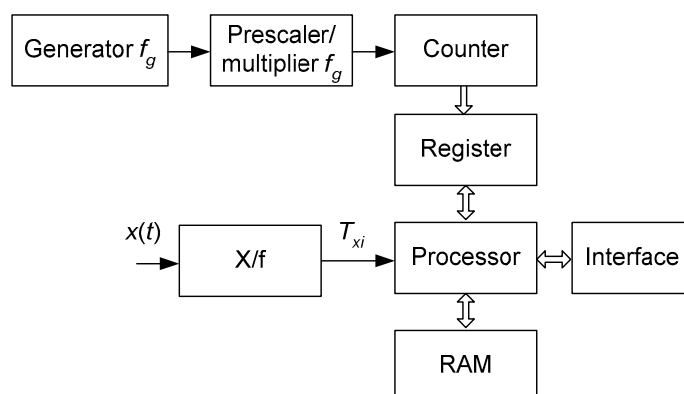 Generator f_g
Prescaler/
multiplier f_g
Counter
Register
x(t)
X/f
T_xi
Processor
Interface
RAM